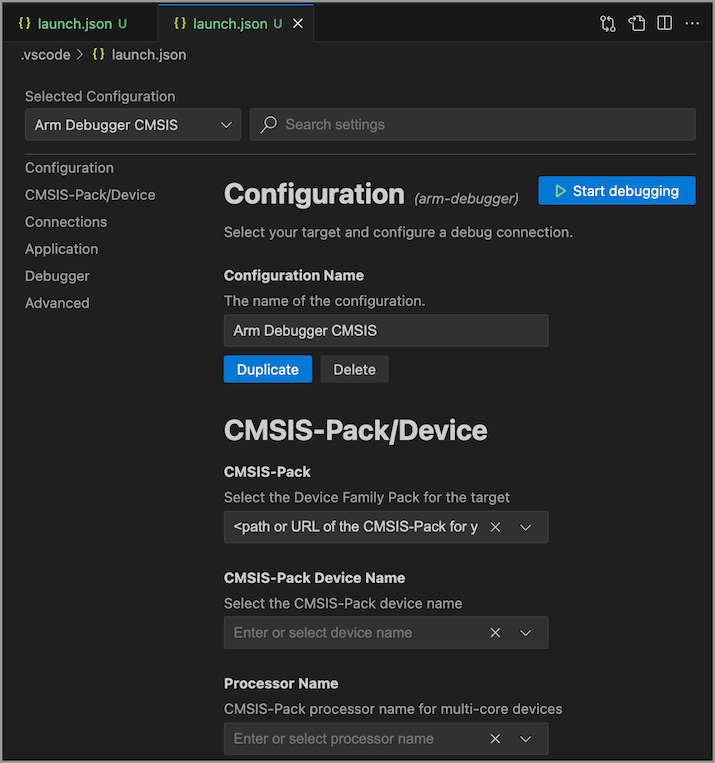 {} launch.json U {} launch.json U
.vscode > {} launch.json
Selected Configuration
Arm Debugger CMSIS Search settings
Configuration
CMSIS-Pack/Device
Connections
Application
Debugger
Advanced
Configuration (arm-debugger) Start debugging
Select your target and configure a debug connection.
Configuration Name
The name of the configuration.
Arm Debugger CMSIS
Duplicate Delete
CMSIS-Pack/Device
CMSIS-Pack
Select the Device Family Pack for the target
<path or URL of the CMSIS-Pack for y
CMSIS-Pack Device Name
Select the CMSIS-Pack device name
Enter or select device name
Processor Name
CMSIS-Pack processor name for multi-core devices
Enter or select processor name